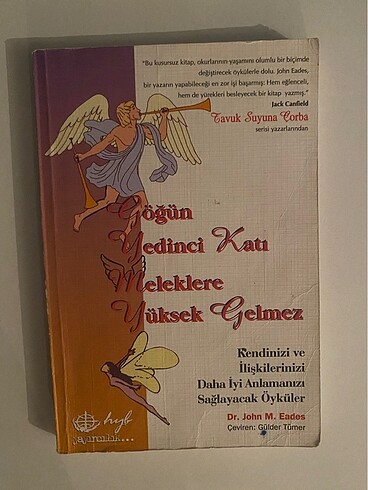 "Bu kusursuz kitap, okurlarının yaşamını olumlu bir biçimde
değiştirecek öykülerle dolu. John Eades,
bir yazarın yapabileceği en zor işi başarmış: Hem eğlenceli,
hem de yürekleri besleyecek bir kitap yazmış."
Jack Canfield
Tavuk Suyuna Çorba
serisi yazarlarından
Göğün
Yedinci Katı
Meleklere
Yüksek Gelmez
Kendinizi ve
İlişkilerinizi
Daha İyi Anlamanızı
Sağlayacak Öyküler
Dr. John M. Eades
Çeviren: Gülder Tümer
hyb
yayıncılık...